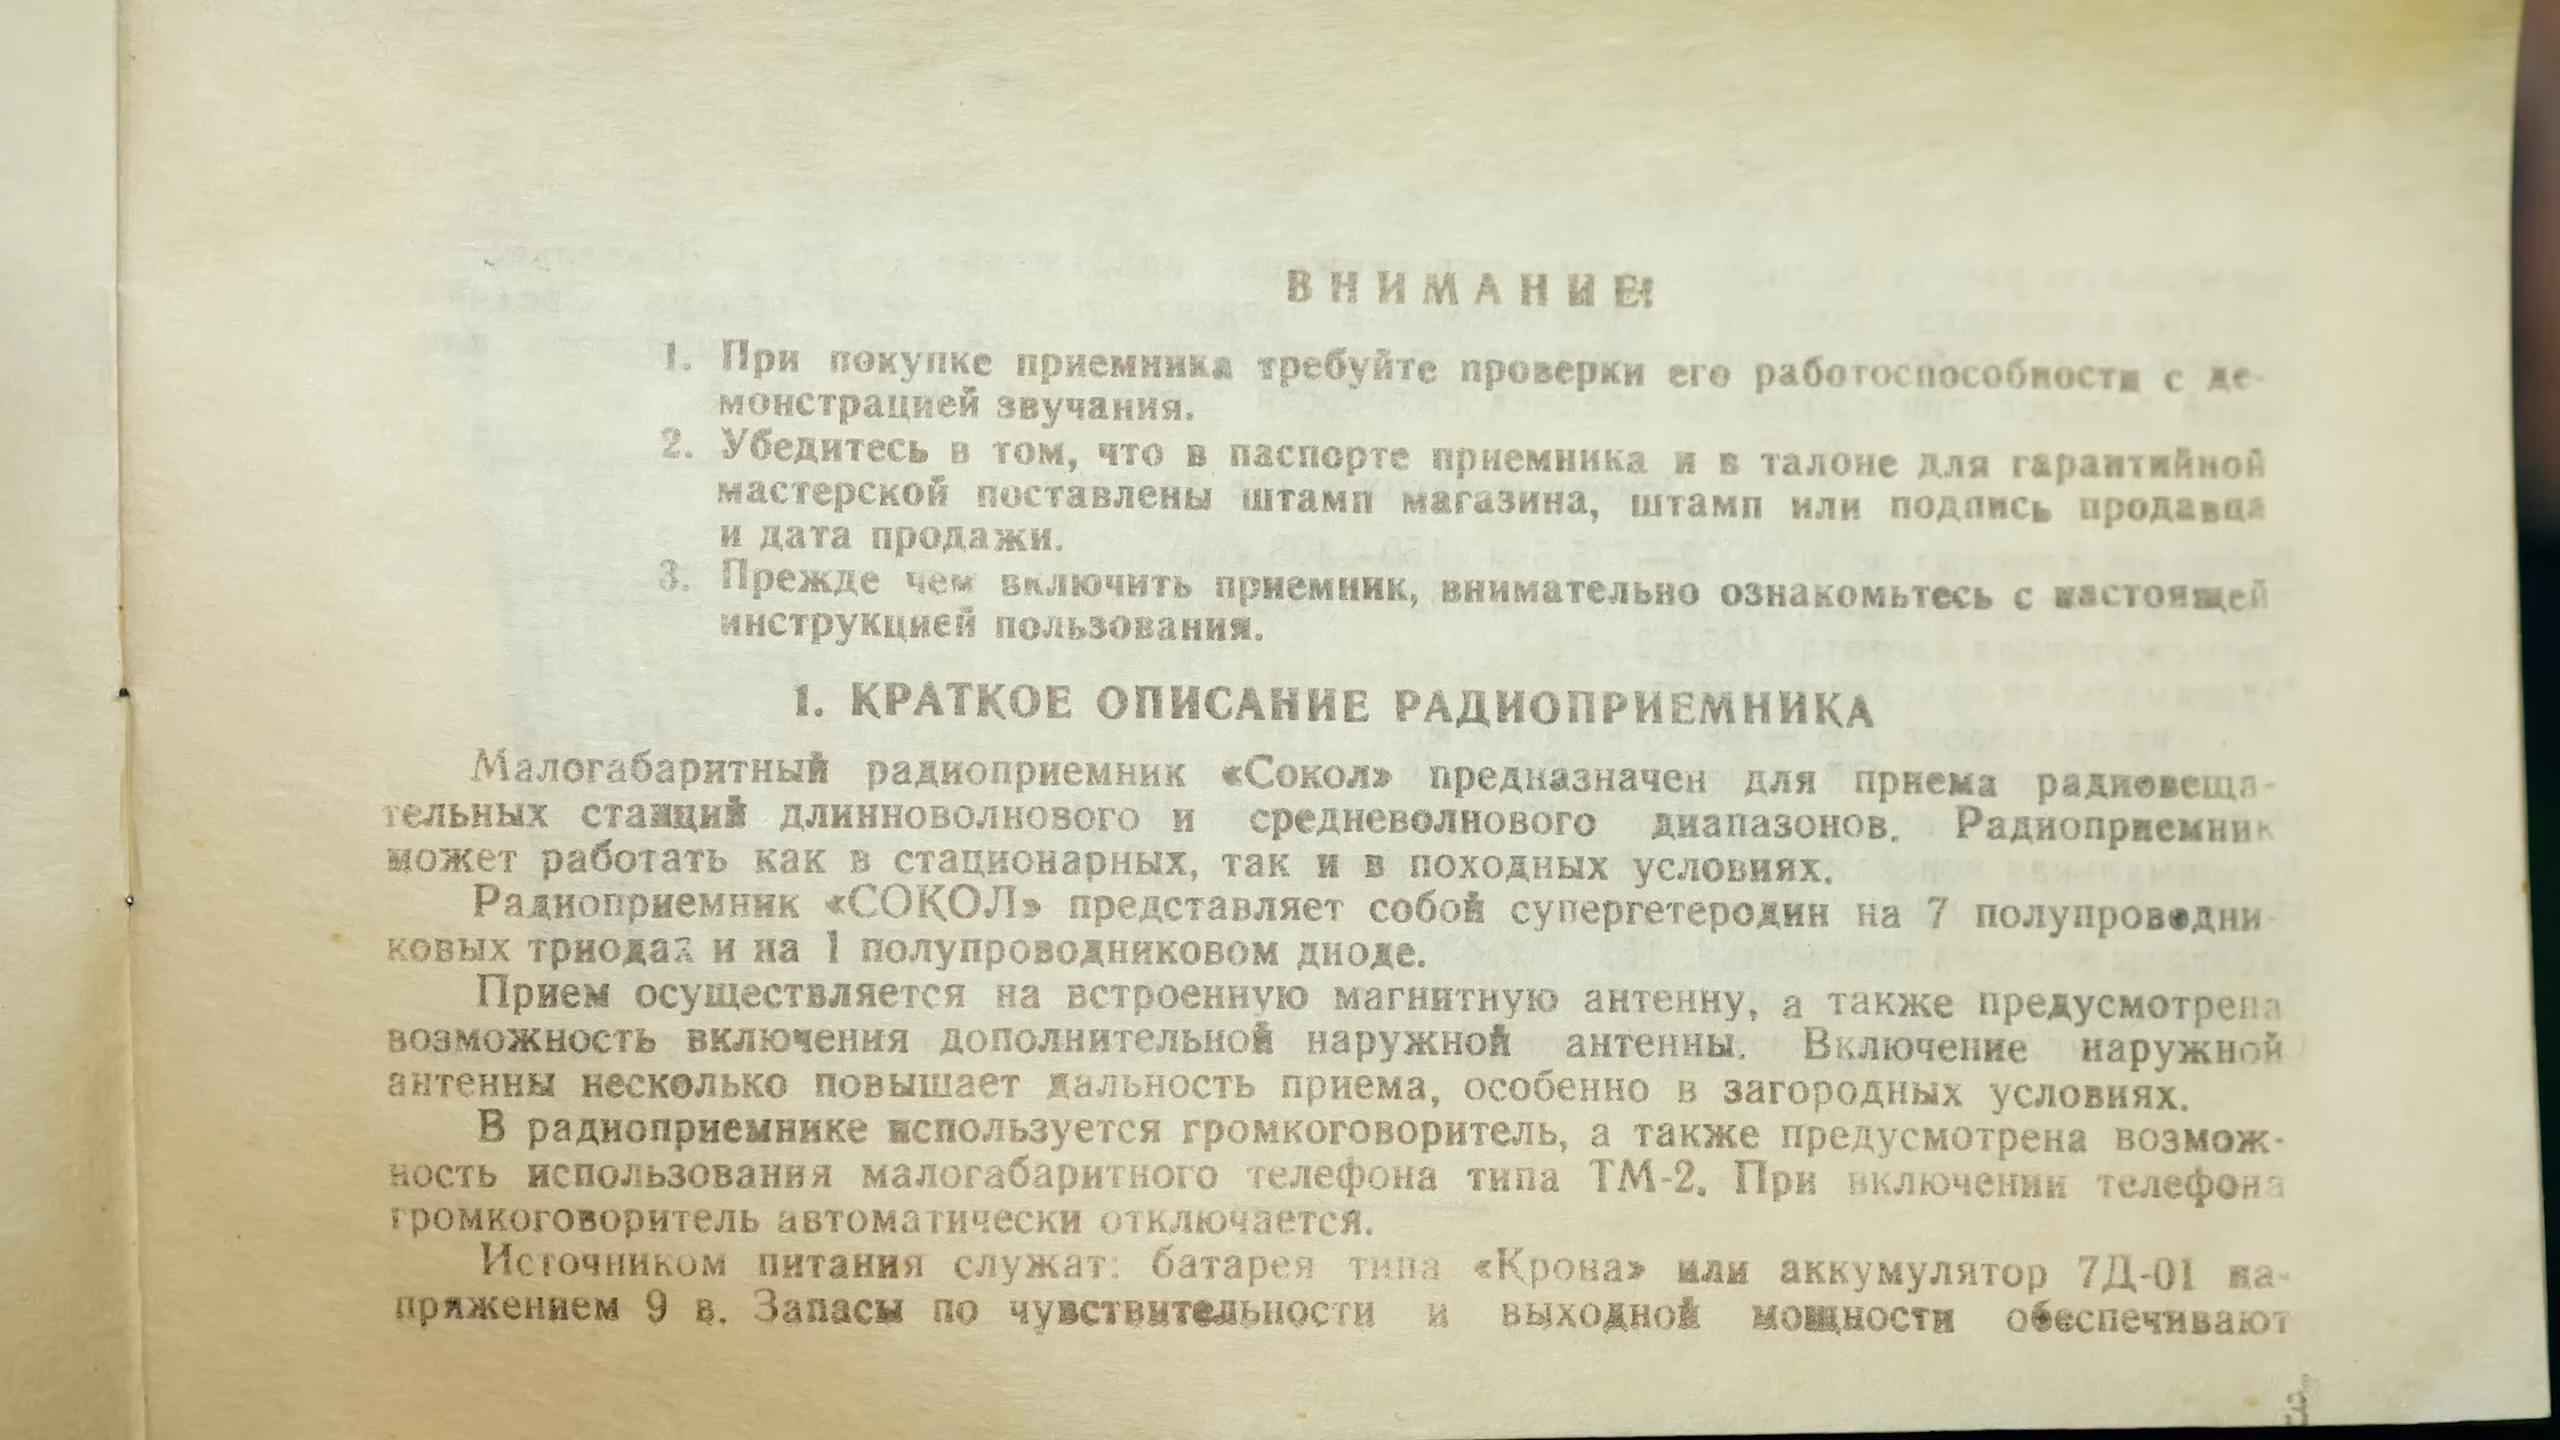 ВНИМАНИЕ!
1. При покупке приемника требуйте проверки его работоспособности с де-
монстрацией звучания.
2. Убедитесь в том, что в паспорте приемника и в талоне для гарантийной
мастерской поставлены штамп магазина, штамп или подпись продавца
и дата продажи.
3. Прежде чем включить приемник, внимательно ознакомьтесь с настоящей
инструкцией пользования.
1. КРАТКОЕ ОПИСАНИЕ РАДИОПРИЕМНИКА
Малогабаритный радиоприемник «Сокол» предназначен для приема радиовеща-
тельных станций длинноволнового и средневолнового диапазонов. Радиоприемник
может работать как в стационарных, так и в походных условиях.
Радиоприемник «СОКОЛ» представляет собой супергетеродин на 7 полупроводни-
ковых триодах и на 1 полупроводниковом диоде.
Прием осуществляется на встроенную магнитную антенну, а также предусмотрена
возможность включения дополнительной наружной антенны. Включение наружной
антенны несколько повышает дальность приема, особенно в загородных условиях.
В радиоприемнике используется громкоговоритель, а также предусмотрена возмож-
ность использования малогабаритного телефона типа ТМ-2. При включении телефона
громкоговоритель автоматически отключается.
Источником питания служат: батарея типа «Крона» или аккумулятор 7Д-01 на-
пряжением 9 в. Запасы по чувствительности и выходной мощности обеспечивают